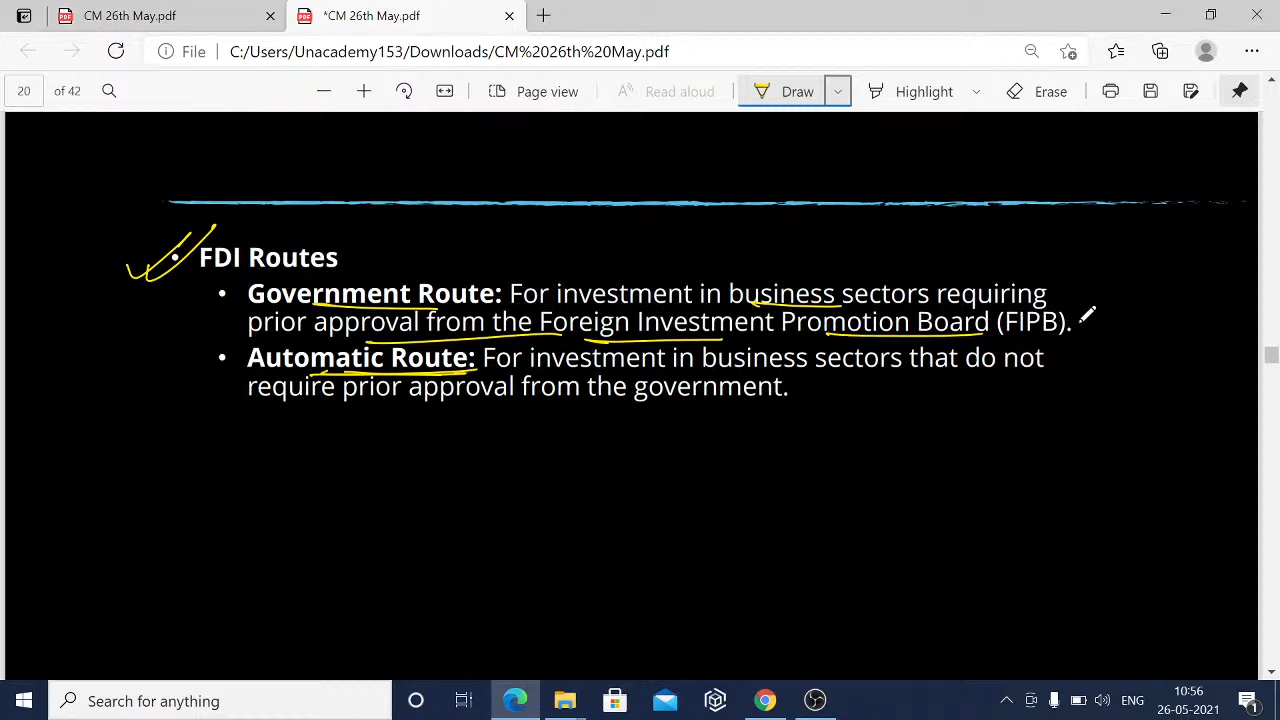 CM 26th May.pdf
*CM 26th May.pdf
File
C:/Users/Unacademy153/Downloads/CM%2026th%20May.pdf
20 of 42
Page view
Read aloud
Draw
Highlight
Erase
• FDI Routes
• Government Route: For investment in business sectors requiring
prior approval from the Foreign Investment Promotion Board (FIPB).
• Automatic Route: For investment in business sectors that do not
require prior approval from the government.
Search for anything
ENG
10:56
26-05-2021
1